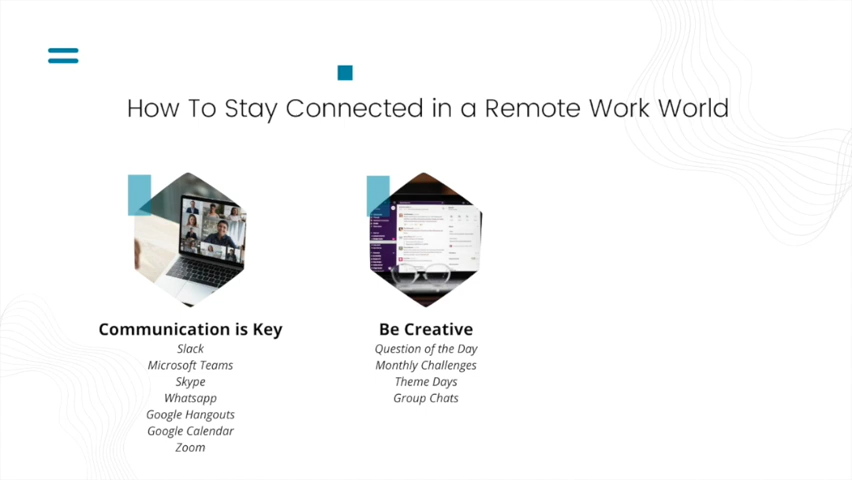 How To Stay Connected in a Remote Work World
Communication is Key
Slack
Microsoft Teams
Skype
Whatsapp
Google Hangouts
Google Calendar
Zoom
Be Creative
Question of the Day
Monthly Challenges
Theme Days
Group Chats